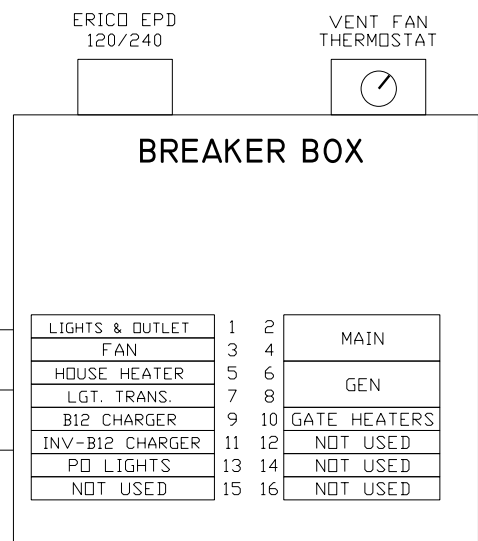 ERICO EPD
120/240
VENT FAN
THERMOSTAT
BREAKER BOX
LIGHTS & OUTLET 1 2 MAIN
FAN 3 4
HOUSE HEATER 5 6 GEN
LGT. TRANS. 7 8
B12 CHARGER 9 10 GATE HEATERS
INV-B12 CHARGER 11 12 NOT USED
PO LIGHTS 13 14 NOT USED
NOT USED 15 16 NOT USED